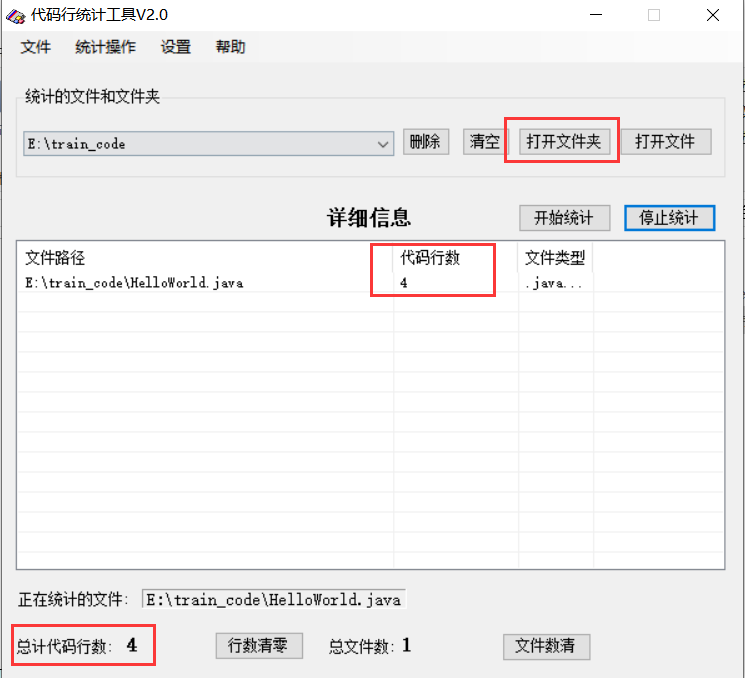 代码行统计工具V2.0
文件 统计操作 设置 帮助
统计的文件和文件夹
E:\train_code 删除 清空 打开文件夹 打开文件
详细信息 开始统计 停止统计
文件路径 代码行数 文件类型
E:\train_code\HelloWorld.java 4 .java...
正在统计的文件: E:\train_code\HelloWorld.java
总计代码行数: 4 行数清零 总文件数: 1 文件数清